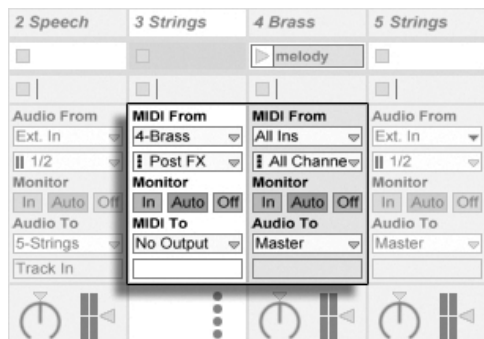 2 Speech
3 Strings
4 Brass
5 Strings
melody
Audio From
MIDI From
MIDI From
Audio From
Ext. In
4-Brass
All Ins
Ext. In
1/2
Post FX
All Channe
1/2
Monitor
Monitor
Monitor
Monitor
In Auto Off
In Auto Off
In Auto Off
In Auto Off
Audio To
MIDI To
Audio To
Audio To
5-Strings
No Output
Master
Master
Track In